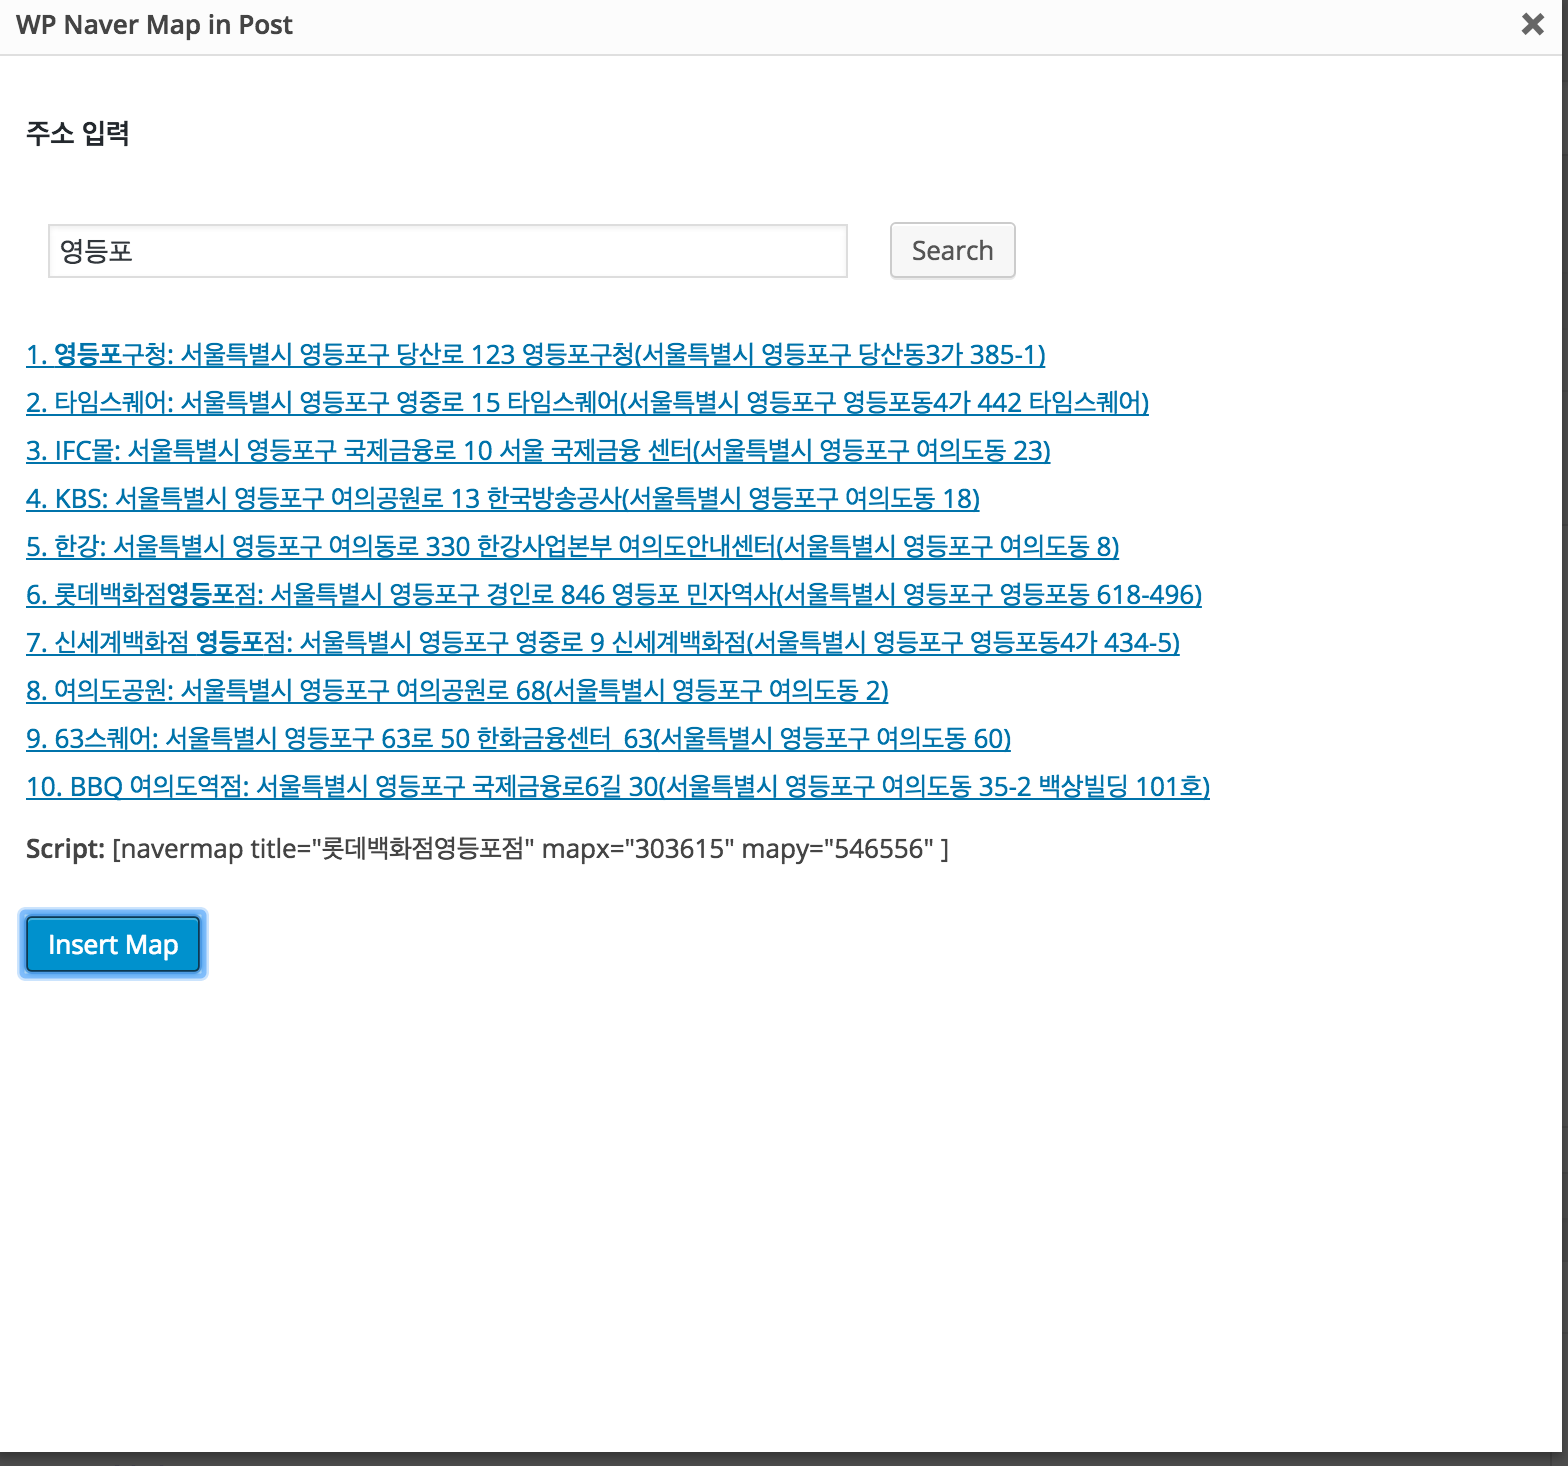 WP Naver Map in Post
주소 입력
영등포 Search
1. 영등포구청: 서울특별시 영등포구 당산로 123 영등포구청(서울특별시 영등포구 당산동3가 385-1)
2. 타임스퀘어: 서울특별시 영등포구 영중로 15 타임스퀘어(서울특별시 영등포구 영등포동4가 442 타임스퀘어)
3. IFC몰: 서울특별시 영등포구 국제금융로 10 서울 국제금융 센터(서울특별시 영등포구 여의도동 23)
4. KBS: 서울특별시 영등포구 여의공원로 13 한국방송공사(서울특별시 영등포구 여의도동 18)
5. 한강: 서울특별시 영등포구 여의동로 330 한강사업본부 여의도안내센터(서울특별시 영등포구 여의도동 8)
6. 롯데백화점영등포점: 서울특별시 영등포구 경인로 846 영등포 민자역사(서울특별시 영등포구 영등포동 618-496)
7. 신세계백화점 영등포점: 서울특별시 영등포구 영중로 9 신세계백화점(서울특별시 영등포구 영등포동4가 434-5)
8. 여의도공원: 서울특별시 영등포구 여의공원로 68(서울특별시 영등포구 여의도동 2)
9. 63스퀘어: 서울특별시 영등포구 63로 50 한화금융센터_63(서울특별시 영등포구 여의도동 60)
10. BBQ 여의도역점: 서울특별시 영등포구 국제금융로6길 30(서울특별시 영등포구 여의도동 35-2 백상빌딩 101호)
Script: [navermap title="롯데백화점영등포점" mapx="303615" mapy="546556" ]
Insert Map